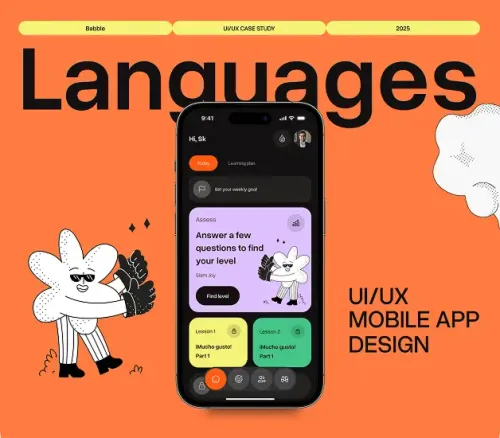 Babble
UI/UX CASE STUDY
2025
Languages
9:41
Hi, Sk
Today
Learning plan
Set your weekly goal
Assess
Answer a few
questions to find
your level
Slam Joy
Find level
Lesson 1
¡Mucho gusto!
Part 1
Lesson 2
¡Mucho gusto!
Part 1
UI/UX
MOBILE APP
DESIGN